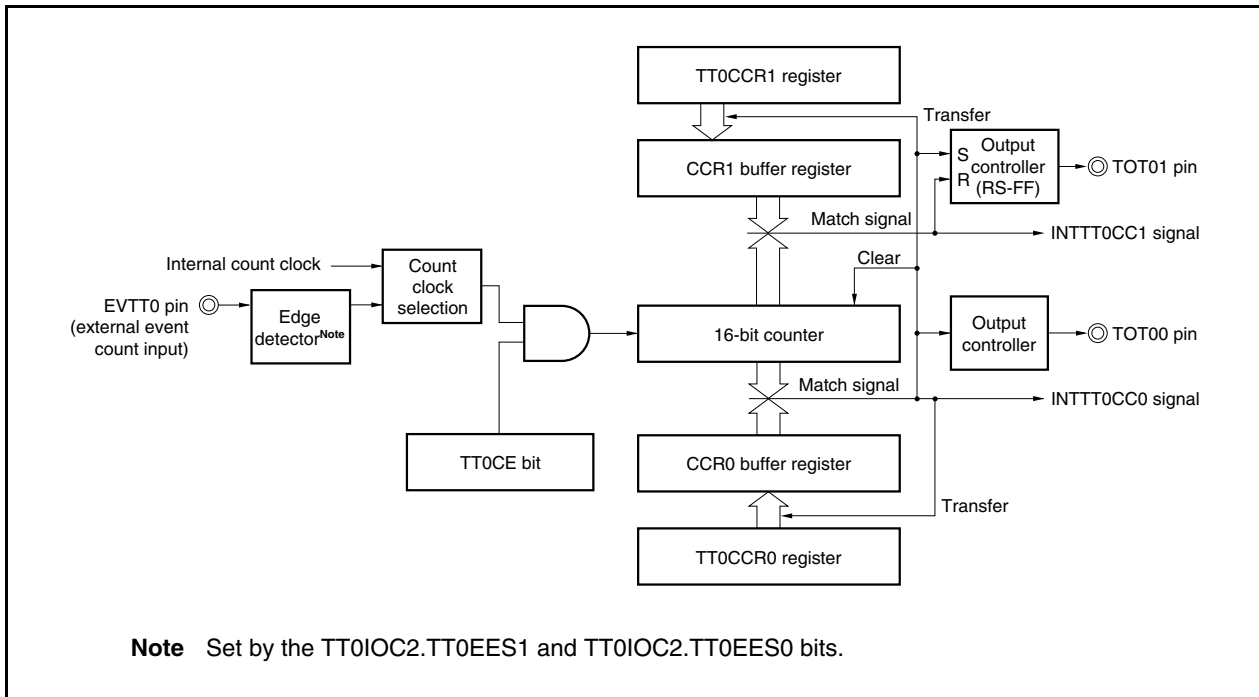 TT0CCR1 register
Transfer
CCR1 buffer register
S
R
Output
controller
(RS-FF)
TOT01 pin
Match signal
INTTT0CC1 signal
Internal count clock
Count
clock
selection
Clear
EVTT0 pin
(external event
count input)
Edge
detectorNote
16-bit counter
Output
controller
TOT00 pin
Match signal
INTTT0CC0 signal
TT0CE bit
CCR0 buffer register
Transfer
TT0CCR0 register
Note Set by the TT0IOC2.TT0EES1 and TT0IOC2.TT0EES0 bits.